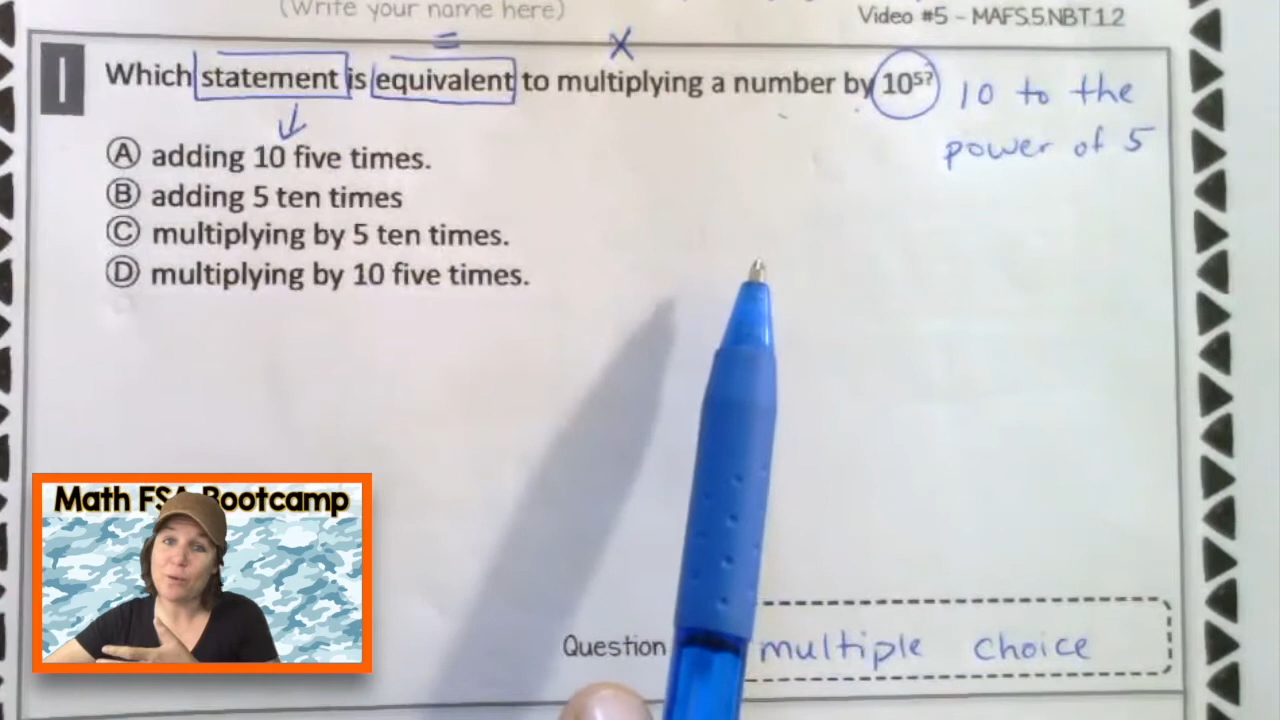 (Write your name here)
Video #5 - MAFS.5.NBT.1.2
1 Which statement is equivalent to multiplying a number by 10⁵? 10 to the
power of 5
=
X
Ⓐ adding 10 five times.
Ⓑ adding 5 ten times
Ⓒ multiplying by 5 ten times.
Ⓓ multiplying by 10 five times.
Math FSA Bootcamp
Question multiple choice